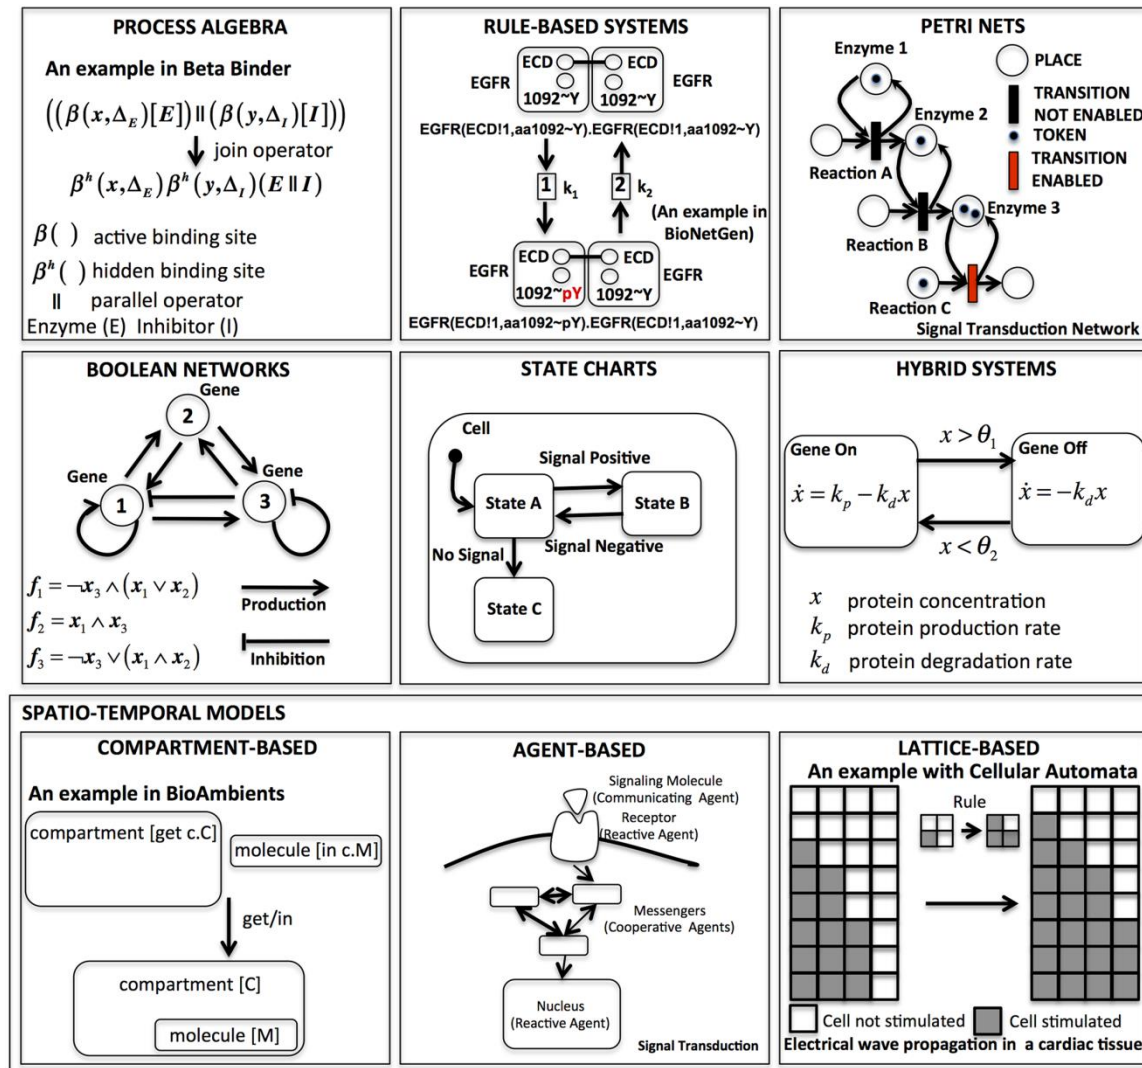 PROCESS ALGEBRA
An example in Beta Binder
((β(x,Δ_E)[E])‖(β(y,Δ_I)[I]))
join operator
β^h(x,Δ_E)β^h(y,Δ_I)(E‖I)
β( ) active binding site
β^h( ) hidden binding site
‖ parallel operator
Enzyme (E) Inhibitor (I)
RULE-BASED SYSTEMS
ECD ECD
EGFR EGFR
1092~Y 1092~Y
EGFR(ECD!1,aa1092~Y).EGFR(ECD!1,aa1092~Y)
1 k₁ 2 k₂
(An example in
BioNetGen)
ECD ECD
EGFR EGFR
1092~pY 1092~Y
EGFR(ECD!1,aa1092~pY).EGFR(ECD!1,aa1092~Y)
PETRI NETS
Enzyme 1
PLACE
TRANSITION
NOT ENABLED
Enzyme 2
TOKEN
TRANSITION
ENABLED
Reaction A
Enzyme 3
Reaction B
Reaction C
Signal Transduction Network
BOOLEAN NETWORKS
Gene
2
Gene Gene
1 3
f₁ = ¬x₃ ∧ (x₁ ∨ x₂)
Production
f₂ = x₁ ∧ x₃
f₃ = ¬x₃ ∨ (x₁ ∧ x₂)
Inhibition
STATE CHARTS
Cell
Signal Positive
State A State B
Signal Negative
No Signal
State C
HYBRID SYSTEMS
x > θ₁
Gene On Gene Off
ẋ = k_p − k_d x ẋ = −k_d x
x < θ₂
x protein concentration
k_p protein production rate
k_d protein degradation rate
SPATIO-TEMPORAL MODELS
COMPARTMENT-BASED
An example in BioAmbients
compartment [get c.C]
molecule [in c.M]
get/in
compartment [C]
molecule [M]
AGENT-BASED
Signaling Molecule
(Communicating Agent)
Receptor
(Reactive Agent)
Messengers
(Cooperative Agents)
Nucleus
(Reactive Agent)
Signal Transduction
LATTICE-BASED
An example with Cellular Automata
Rule
Cell not stimulated Cell stimulated
Electrical wave propagation in a cardiac tissue